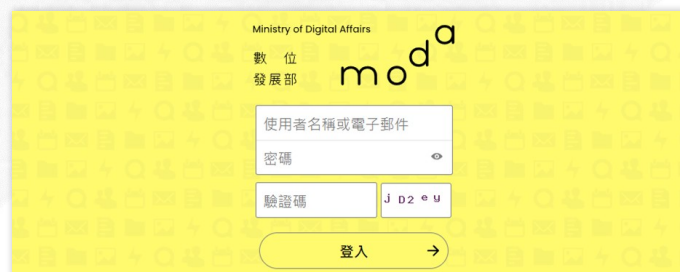 Ministry of Digital Affairs
數 位
發展部
moda
使用者名稱或電子郵件
密碼
驗證碼
jD2ey
登入